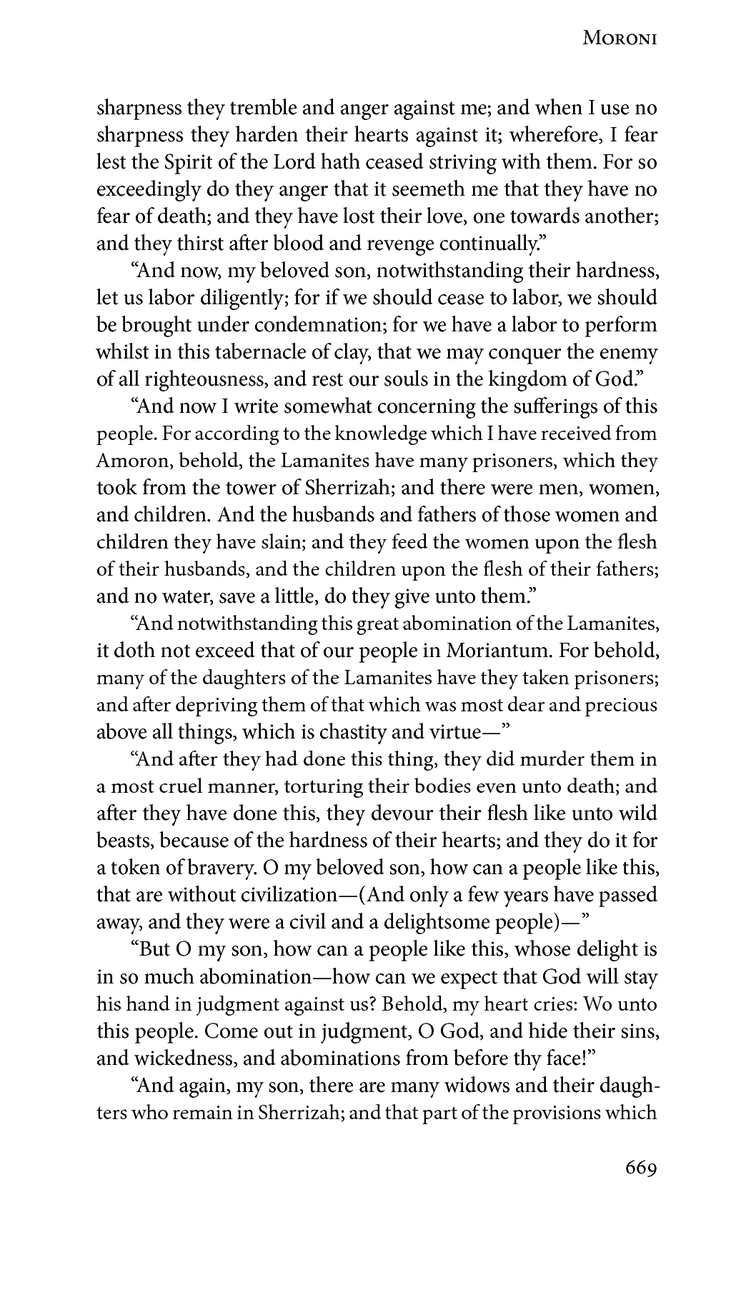 Moroni
sharpness they tremble and anger against me; and when I use no
sharpness they harden their hearts against it; wherefore, I fear
lest the Spirit of the Lord hath ceased striving with them. For so
exceedingly do they anger that it seemeth me that they have no
fear of death; and they have lost their love, one towards another;
and they thirst after blood and revenge continually.”
“And now, my beloved son, notwithstanding their hardness,
let us labor diligently; for if we should cease to labor, we should
be brought under condemnation; for we have a labor to perform
whilst in this tabernacle of clay, that we may conquer the enemy
of all righteousness, and rest our souls in the kingdom of God.”
“And now I write somewhat concerning the sufferings of this
people. For according to the knowledge which I have received from
Amoron, behold, the Lamanites have many prisoners, which they
took from the tower of Sherrizah; and there were men, women,
and children. And the husbands and fathers of those women and
children they have slain; and they feed the women upon the flesh
of their husbands, and the children upon the flesh of their fathers;
and no water, save a little, do they give unto them.”
“And notwithstanding this great abomination of the Lamanites,
it doth not exceed that of our people in Moriantum. For behold,
many of the daughters of the Lamanites have they taken prisoners;
and after depriving them of that which was most dear and precious
above all things, which is chastity and virtue—”
“And after they had done this thing, they did murder them in
a most cruel manner, torturing their bodies even unto death; and
after they have done this, they devour their flesh like unto wild
beasts, because of the hardness of their hearts; and they do it for
a token of bravery. O my beloved son, how can a people like this,
that are without civilization—(And only a few years have passed
away, and they were a civil and a delightsome people)—”
“But O my son, how can a people like this, whose delight is
in so much abomination—how can we expect that God will stay
his hand in judgment against us? Behold, my heart cries: Wo unto
this people. Come out in judgment, O God, and hide their sins,
and wickedness, and abominations from before thy face!”
“And again, my son, there are many widows and their daugh-
ters who remain in Sherrizah; and that part of the provisions which
669